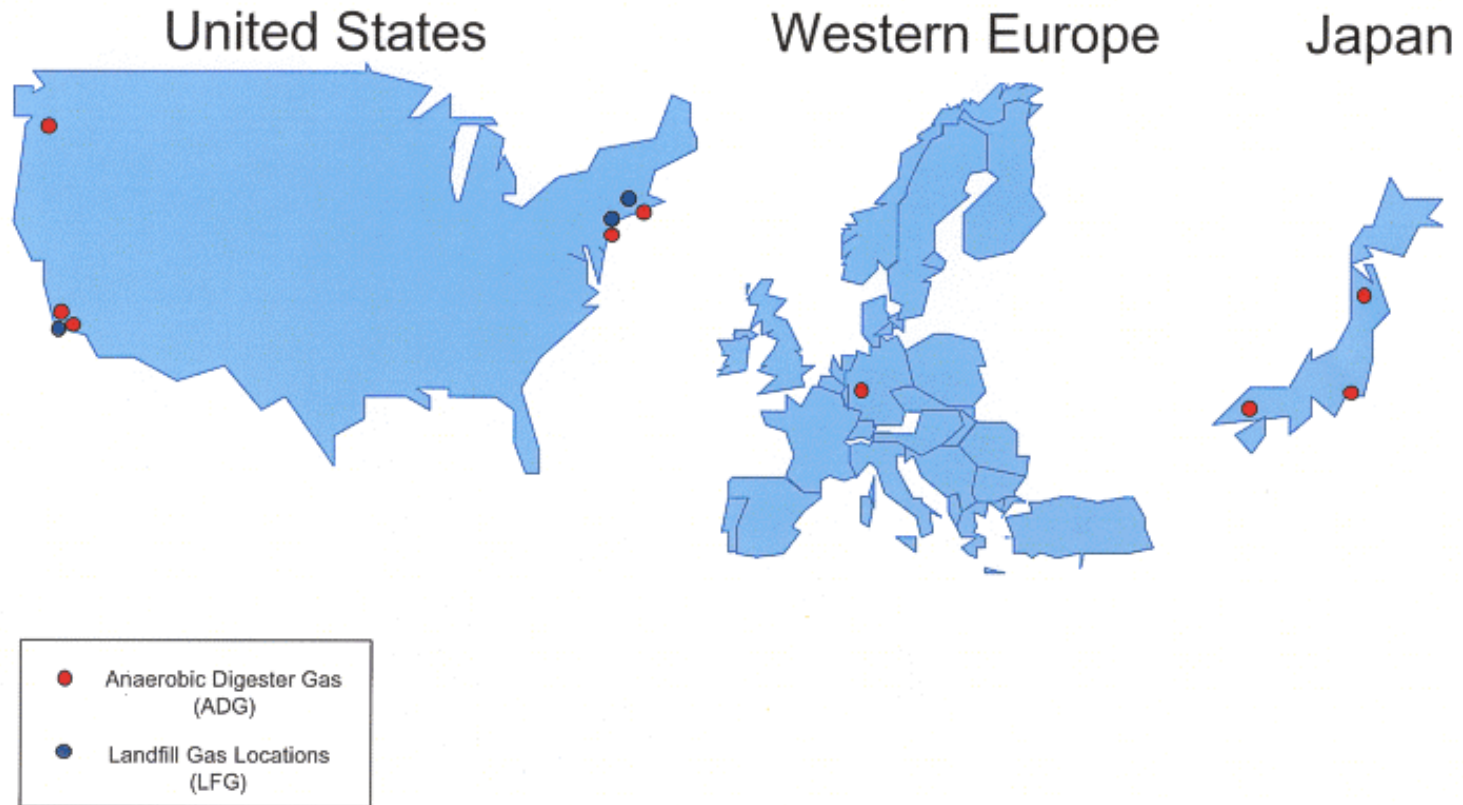 United States
Western Europe
Japan
Anaerobic Digester Gas
(ADG)
Landfill Gas Locations
(LFG)